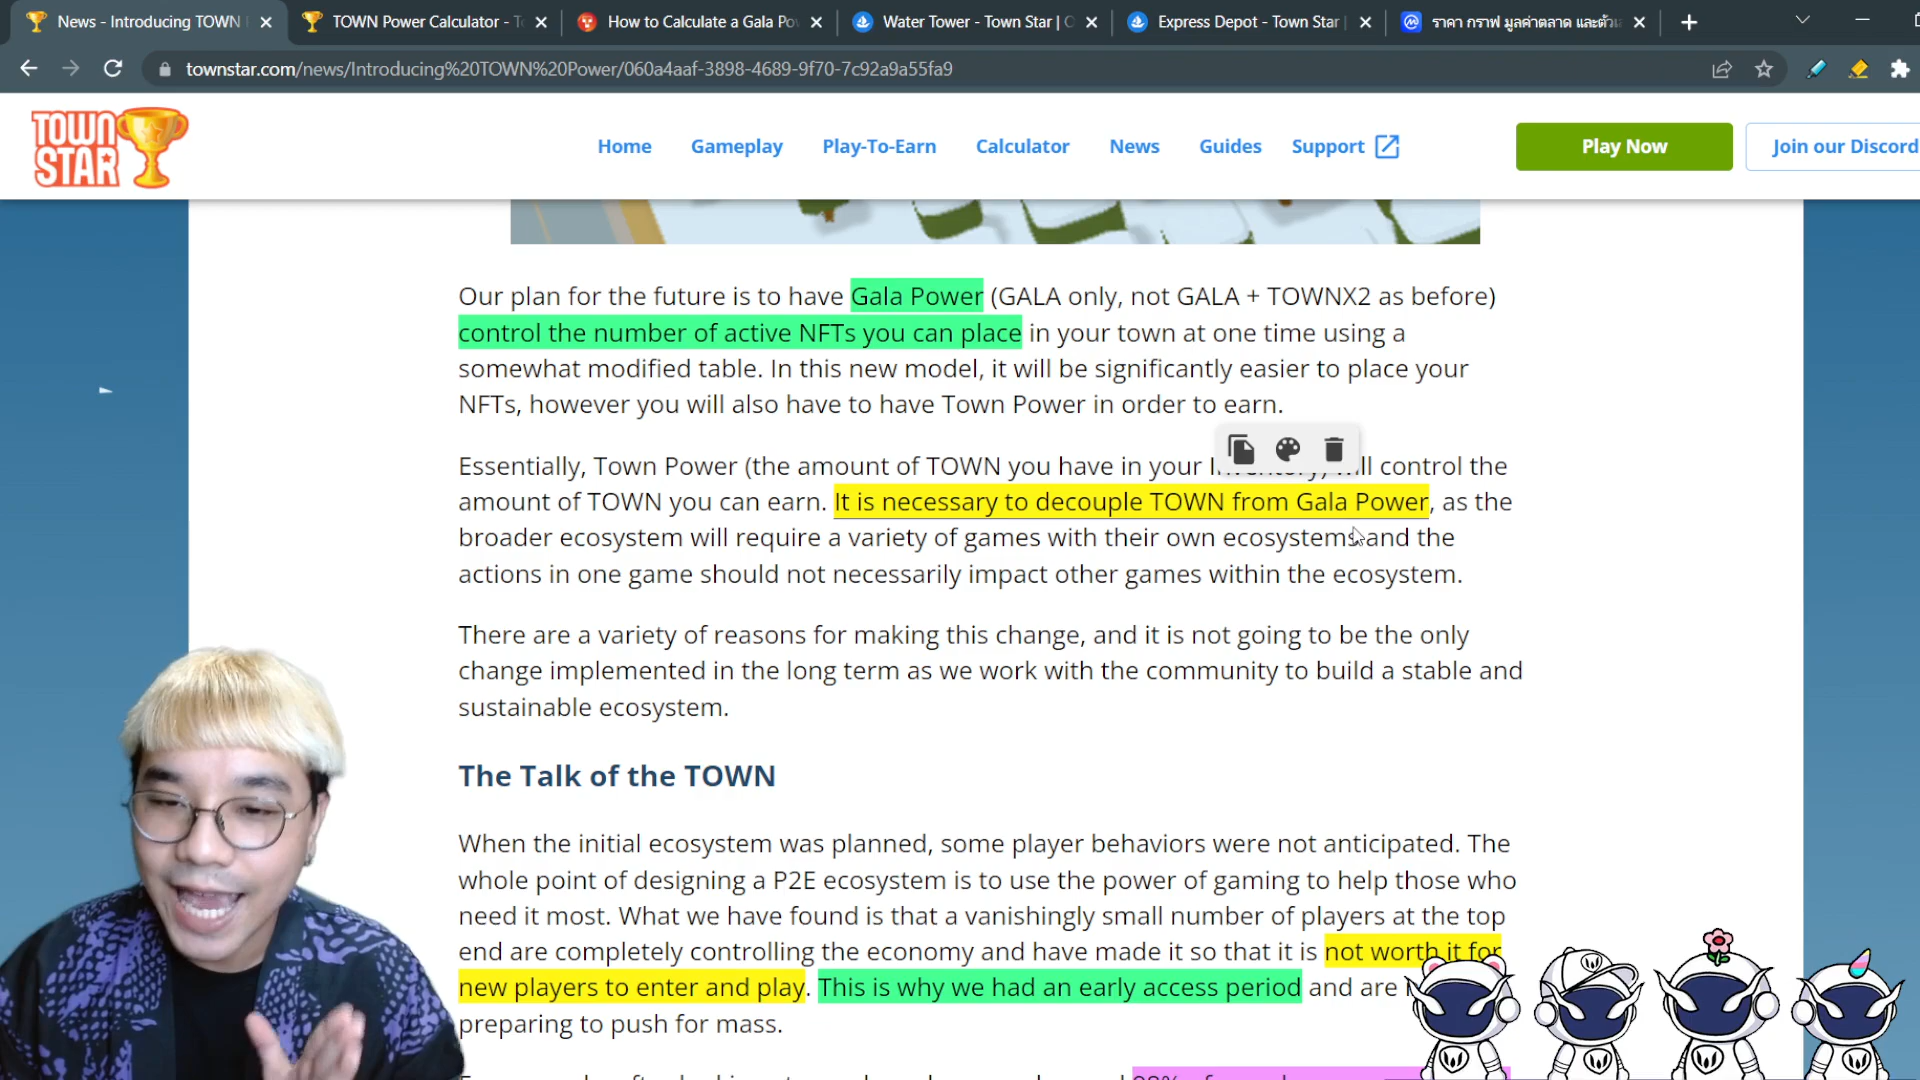 News - Introducing TOWN
TOWN Power Calculator - T
How to Calculate a Gala Po
Water Tower - Town Star | O
Express Depot - Town Star |
ราคา กราฟ มูลค่าตลาด และตัว
townstar.com/news/Introducing%20TOWN%20Power/060a4aaf-3898-4689-9f70-7c92a9a55fa9
TOWN
STAR
Home
Gameplay
Play-To-Earn
Calculator
News
Guides
Support
Play Now
Join our Discord
Our plan for the future is to have Gala Power (GALA only, not GALA + TOWNX2 as before)
control the number of active NFTs you can place in your town at one time using a
somewhat modified table. In this new model, it will be significantly easier to place your
NFTs, however you will also have to have Town Power in order to earn.
Essentially, Town Power (the amount of TOWN you have in your control the
amount of TOWN you can earn. It is necessary to decouple TOWN from Gala Power, as the
broader ecosystem will require a variety of games with their own ecosystems and the
actions in one game should not necessarily impact other games within the ecosystem.
There are a variety of reasons for making this change, and it is not going to be the only
change implemented in the long term as we work with the community to build a stable and
sustainable ecosystem.
The Talk of the TOWN
When the initial ecosystem was planned, some player behaviors were not anticipated. The
whole point of designing a P2E ecosystem is to use the power of gaming to help those who
need it most. What we have found is that a vanishingly small number of players at the top
end are completely controlling the economy and have made it so that it is not worth it for
new players to enter and play. This is why we had an early access period and are
preparing to push for mass.